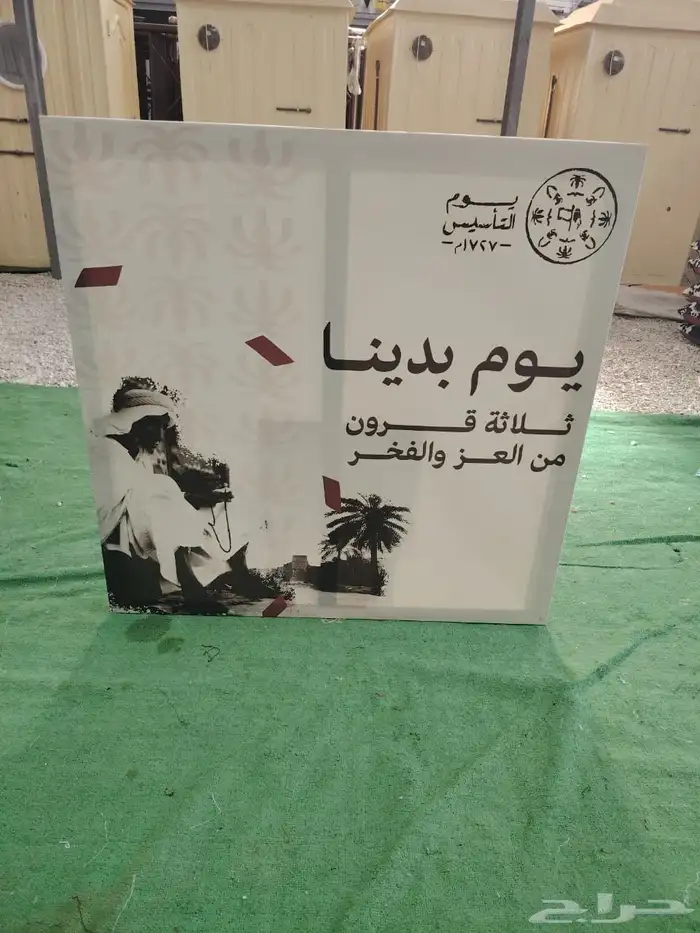 يوم
التأسيس
١٧٢٧م
يوم بدينا
ثلاثة قرون
من العز والفخر
حراج